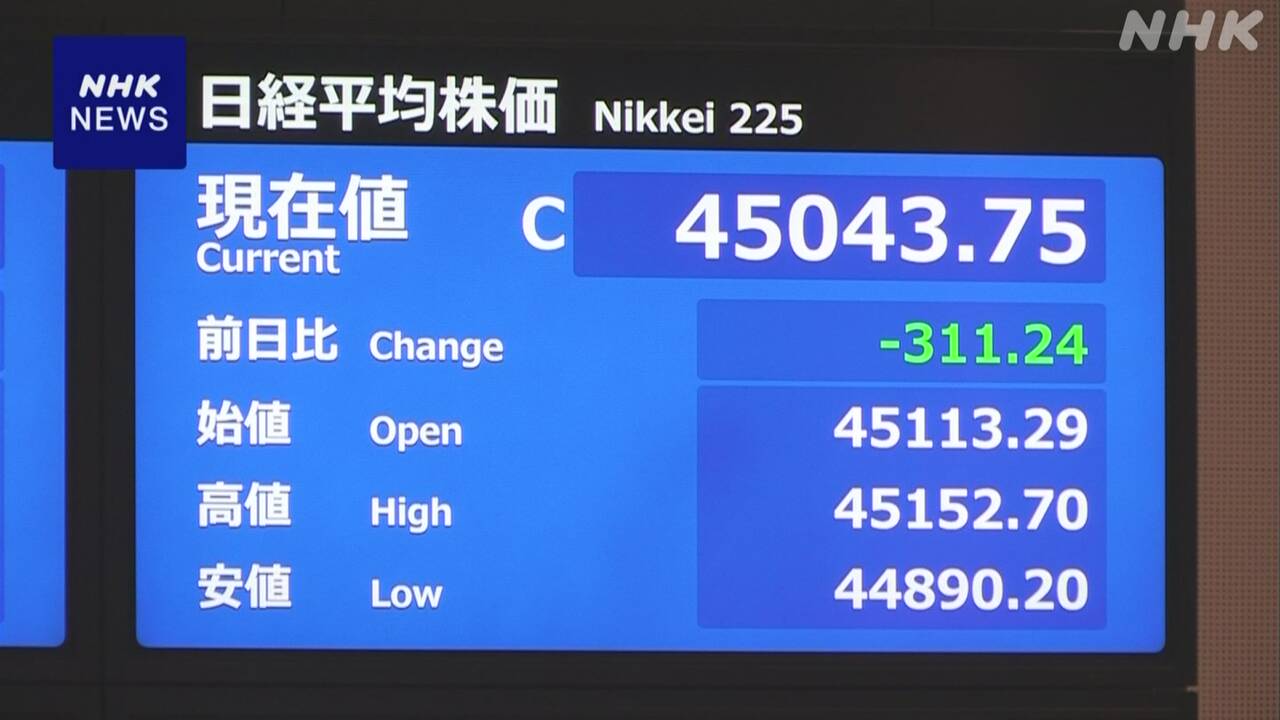 NHK
NHK
NEWS
日経平均株価 Nikkei 225
現在値 C 45043.75
Current
前日比 Change -311.24
始値 Open 45113.29
高値 High 45152.70
安値 Low 44890.20